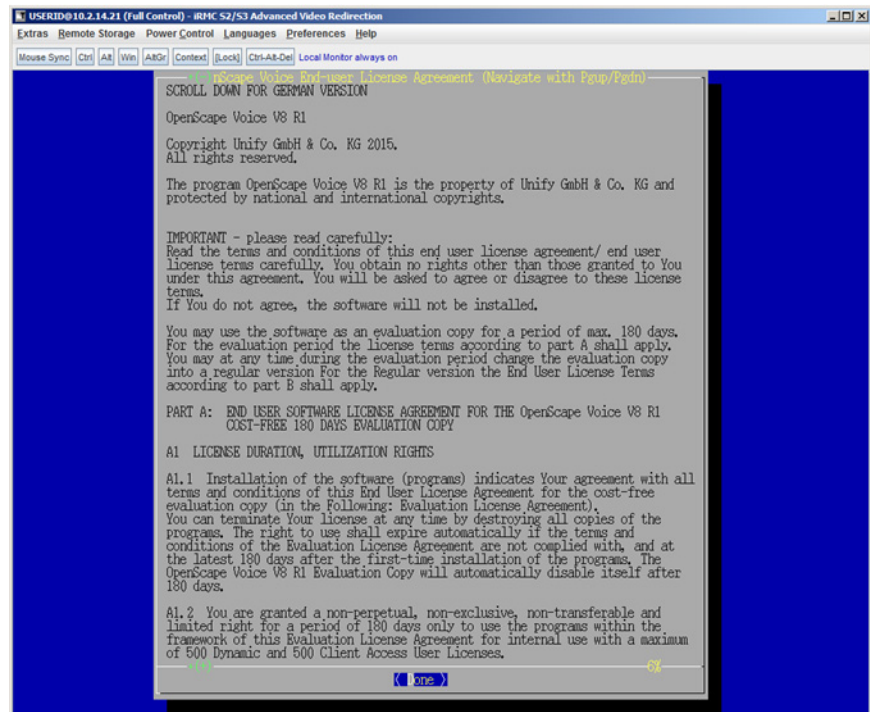 USERID@10.2.14.21 (Full Control) - iRMC S2/S3 Advanced Video Redirection
Extras Remote Storage Power Control Languages Preferences Help
Mouse Sync Ctrl Alt Win AltGr Context [Lock] Ctrl-Alt-Del Local Monitor always on
nScape Voice End-user License Agreement (Navigate with Pgup/Pgdn)
SCROLL DOWN FOR GERMAN VERSION
OpenScape Voice V8 R1
Copyright Unify GmbH & Co. KG 2015.
All rights reserved.
The program OpenScape Voice V8 R1 is the property of Unify GmbH & Co. KG and
protected by national and international copyrights.
IMPORTANT - please read carefully:
Read the terms and conditions of this end user license agreement/ end user
license terms carefully. You obtain no rights other than those granted to You
under this agreement. You will be asked to agree or disagree to these license
terms.
If You do not agree, the software will not be installed.
You may use the software as an evaluation copy for a period of max. 180 days.
For the evaluation period the license terms according to part A shall apply.
You may at any time during the evaluation period change the evaluation copy
into a regular version For the Regular version the End User License Terms
according to part B shall apply.
PART A: END USER SOFTWARE LICENSE AGREEMENT FOR THE OpenScape Voice V8 R1
COST-FREE 180 DAYS EVALUATION COPY
A1 LICENSE DURATION, UTILIZATION RIGHTS
A1.1 Installation of the software (programs) indicates Your agreement with all
terms and conditions of this End User License Agreement for the cost-free
evaluation copy (in the Following: Evaluation License Agreement).
You can terminate Your license at any time by destroying all copies of the
programs. The right to use shall expire automatically if the terms and
conditions of the Evaluation License Agreement are not complied with, and at
the latest 180 days after the first-time installation of the programs. The
OpenScape Voice V8 R1 Evaluation Copy will automatically disable itself after
180 days.
A1.2 You are granted a non-perpetual, non-exclusive, non-transferable and
limited right for a period of 180 days only to use the programs within the
framework of this Evaluation License Agreement for internal use with a maximum
of 500 Dynamic and 500 Client Access User Licenses.
6%
< Done >